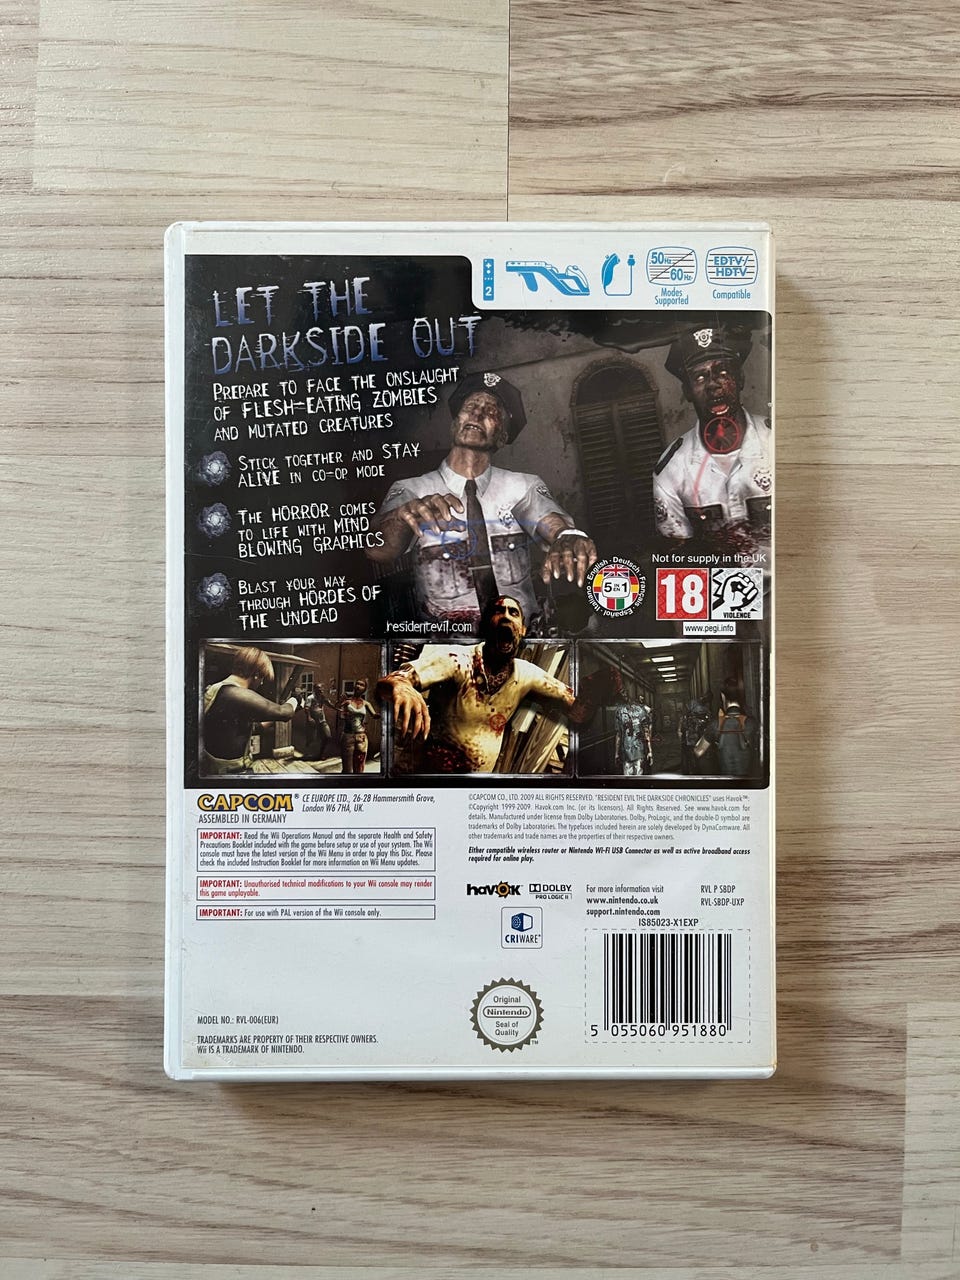 2
50Hz
60Hz
Modes
Supported
EDTV/
HDTV
Compatible
LET THE
DARKSIDE OUT
PREPARE TO FACE THE ONSLAUGHT
OF FLESH-EATING ZOMBIES
AND MUTATED CREATURES
STICK TOGETHER AND STAY
ALIVE IN CO-OP MODE
THE HORROR COMES
TO LIFE WITH MIND
BLOWING GRAPHICS
BLAST YOUR WAY
THROUGH HORDES OF
THE UNDEAD
residentevil.com
English · Deutsch · Français · Español · Italiano
5 IN 1
Not for supply in the UK
18
VIOLENCE
www.pegi.info
CAPCOM® CE EUROPE LTD., 26-28 Hammersmith Grove,
London W6 7HA, UK.
ASSEMBLED IN GERMANY
IMPORTANT: Read the Wii Operations Manual and the separate Health and Safety
Precautions Booklet included with the game before setup or use of your system. The Wii
console must have the latest version of the Wii Menu in order to play this Disc. Please
check the included Instruction Booklet for more information on Wii Menu updates.
IMPORTANT: Unauthorised technical modifications to your Wii console may render
this game unplayable.
IMPORTANT: For use with PAL version of the Wii console only.
©CAPCOM CO., LTD. 2009 ALL RIGHTS RESERVED. "RESIDENT EVIL THE DARKSIDE CHRONICLES" uses Havok™:
©Copyright 1999-2009. Havok.com Inc. (or its licensors). All Rights Reserved. See www.havok.com for
details. Manufactured under license from Dolby Laboratories. Dolby, ProLogic, and the double-D symbol are
trademarks of Dolby Laboratories. The typefaces included herein are solely developed by DynaComware. All
other trademarks and trade names are the properties of their respective owners.
Either compatible wireless router or Nintendo Wi-Fi USB Connector as well as active broadband access
required for online play.
havok
DOLBY
PRO LOGIC II
CRIWARE™
For more information visit
www.nintendo.co.uk
support.nintendo.com
RVL P SBDP
RVL-SBDP-UXP
IS85023-X1EXP
5 055060 951880
Original
Nintendo
Seal of
Quality
TM
MODEL NO.: RVL-006(EUR)
TRADEMARKS ARE PROPERTY OF THEIR RESPECTIVE OWNERS.
Wii IS A TRADEMARK OF NINTENDO.